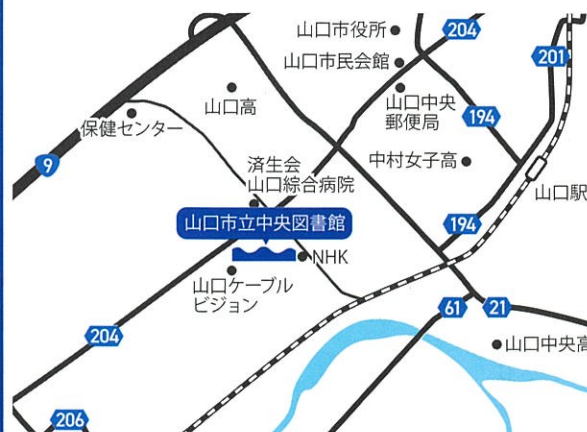 山口市役所
204
山口市民会館
201
山口高
山口中央
郵便局
194
保健センター
9
中村女子高
済生会
山口綜合病院
山口駅
山口市立中央図書館
194
NHK
山口ケーブル
ビジョン
61
21
204
山口中央高
206